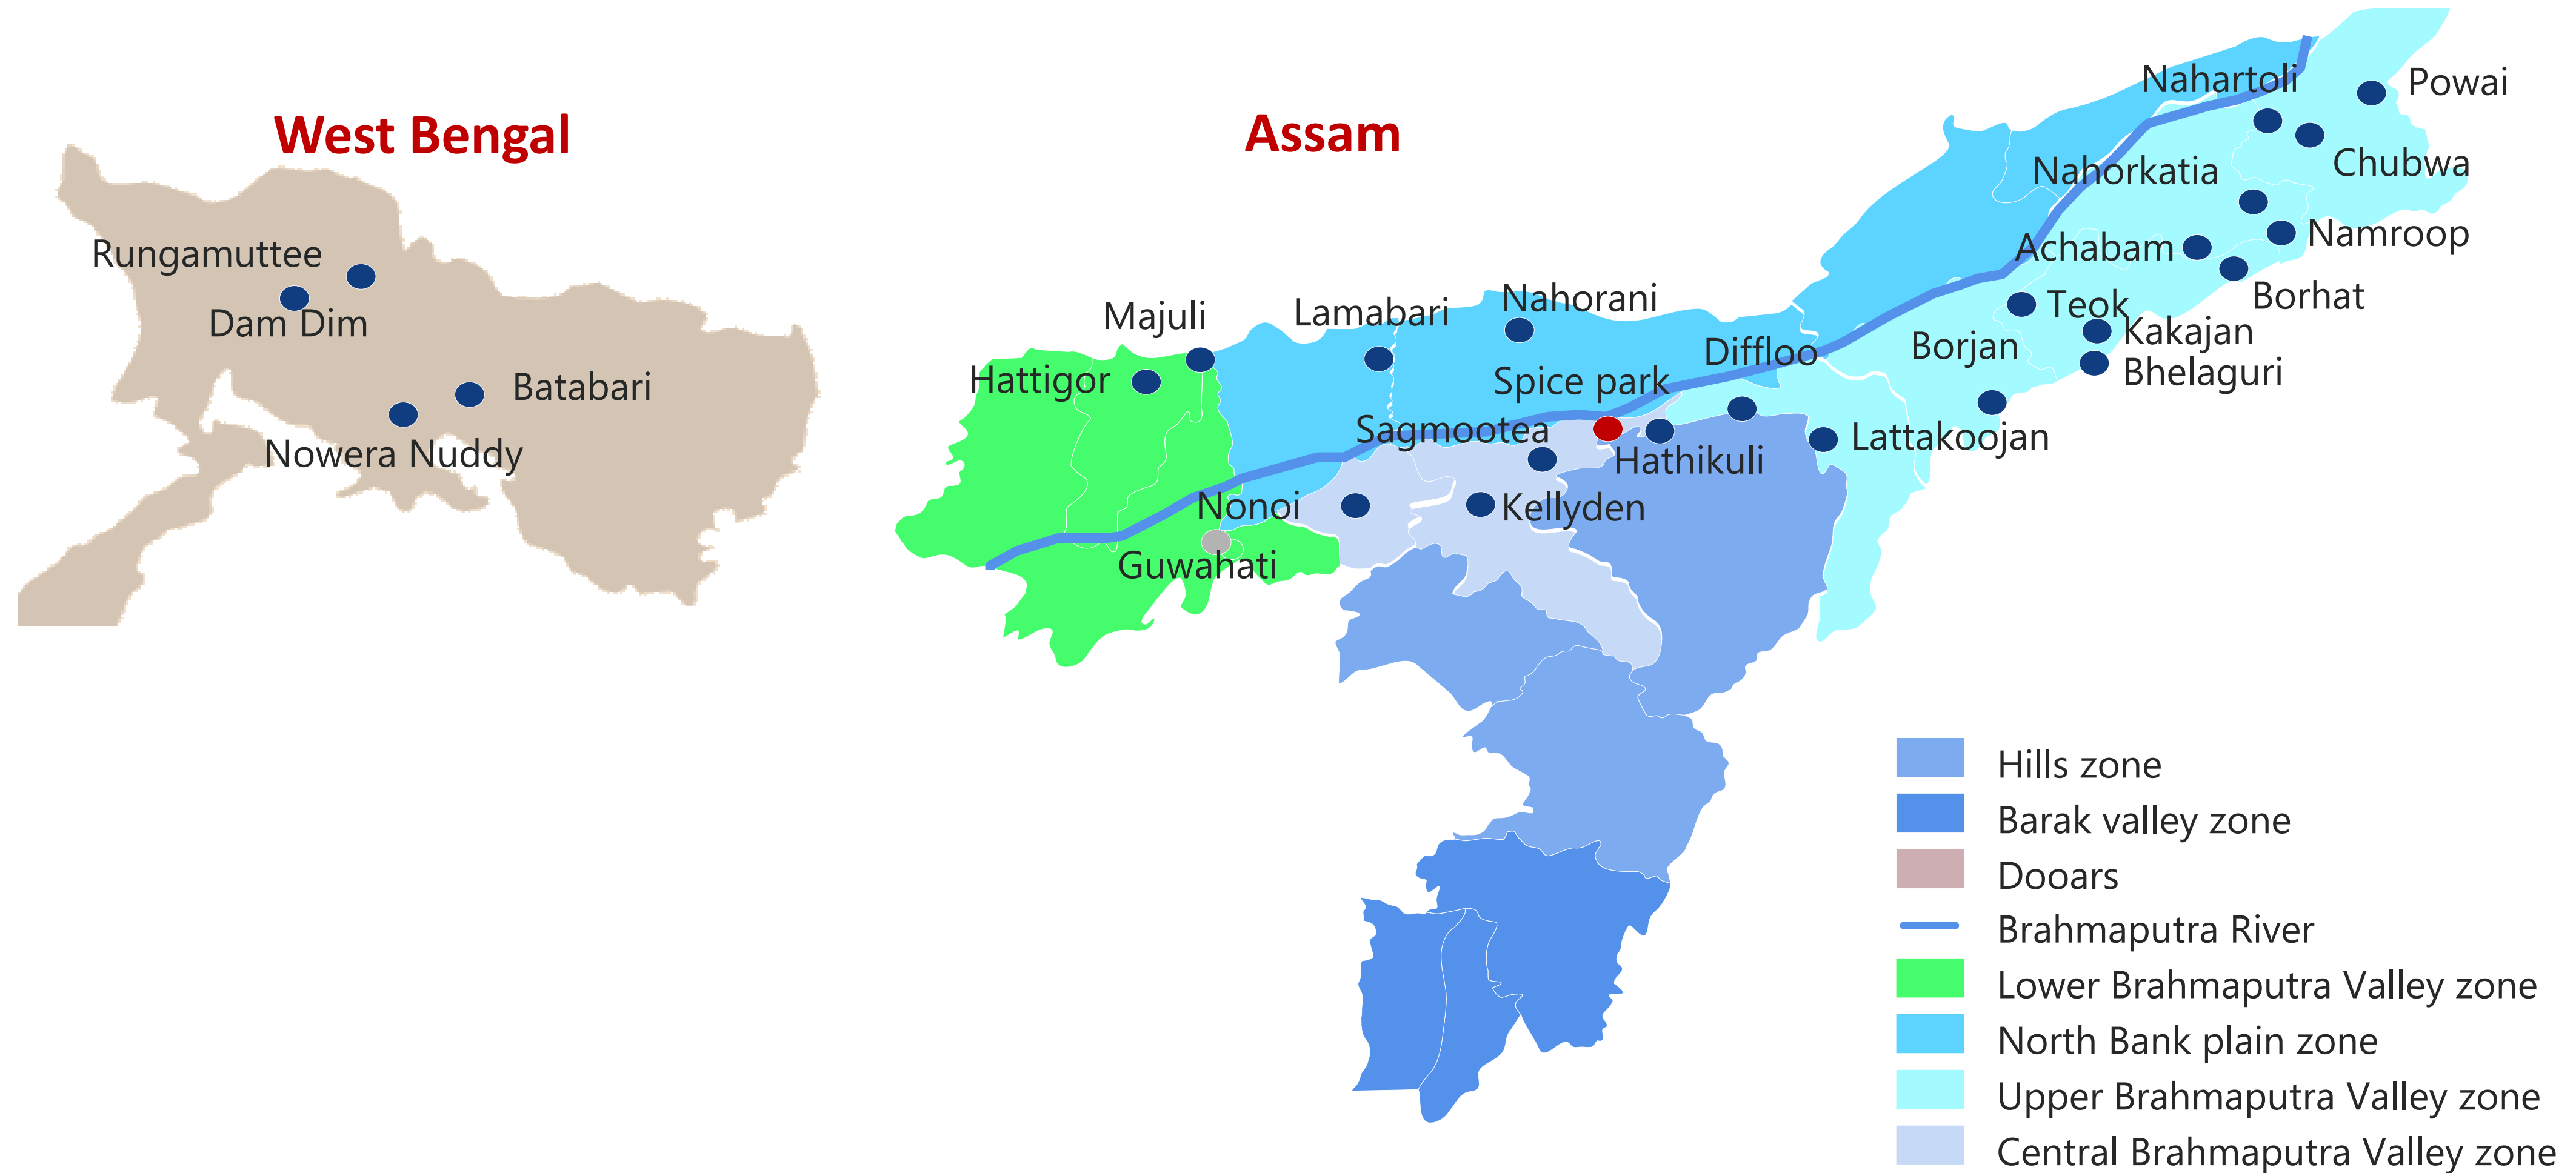 West Bengal
Rungamuttee
Dam Dim
Batabari
Nowera Nuddy
Assam
Nahartoli
Powai
Chubwa
Nahorkatia
Namroop
Achabam
Borhat
Teok
Kakajan
Borjan
Bhelaguri
Majuli
Lamabari
Nahorani
Hattigor
Diffloo
Spice park
Sagmootea
Hathikuli
Lattakoojan
Nonoi
Kellyden
Guwahati
Hills zone
Barak valley zone
Dooars
Brahmaputra River
Lower Brahmaputra Valley zone
North Bank plain zone
Upper Brahmaputra Valley zone
Central Brahmaputra Valley zone